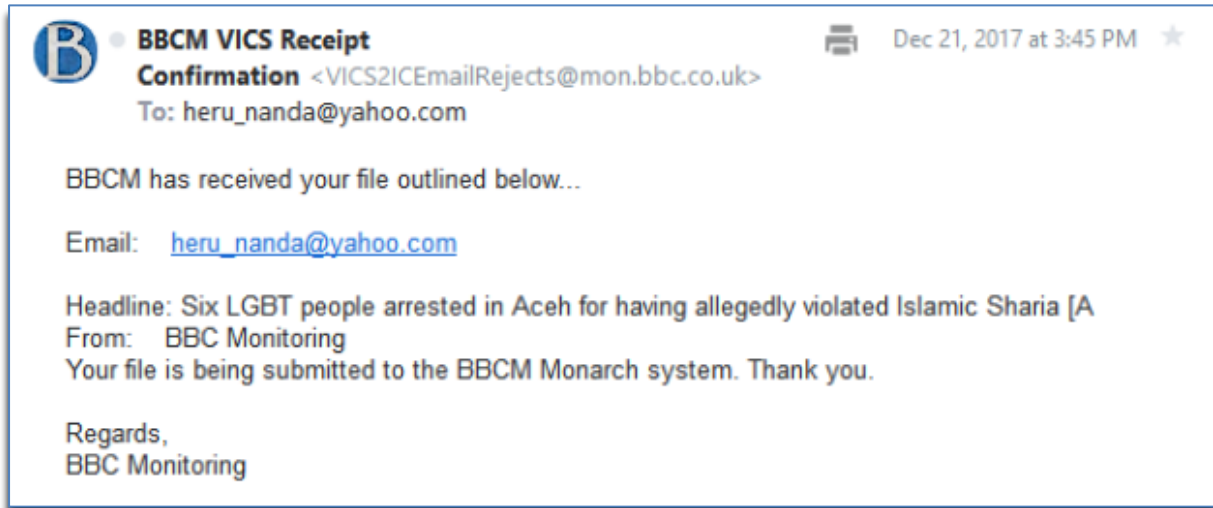 B
BBCM VICS Receipt
Dec 21, 2017 at 3:45 PM
Confirmation <VICS2ICEmailRejects@mon.bbc.co.uk>
To: heru_nanda@yahoo.com
BBCM has received your file outlined below...
Email: heru_nanda@yahoo.com
Headline: Six LGBT people arrested in Aceh for having allegedly violated Islamic Sharia [A
From: BBC Monitoring
Your file is being submitted to the BBCM Monarch system. Thank you.
Regards,
BBC Monitoring